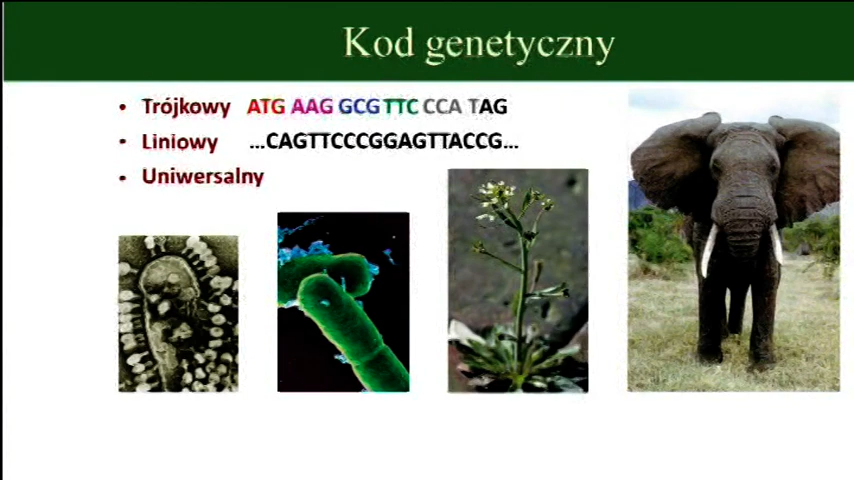 Kod genetyczny
• Trójkowy ATG AAG GCG TTC CCA TAG
• Liniowy ...CAGTTCCCGGAGTTACCG...
• Uniwersalny